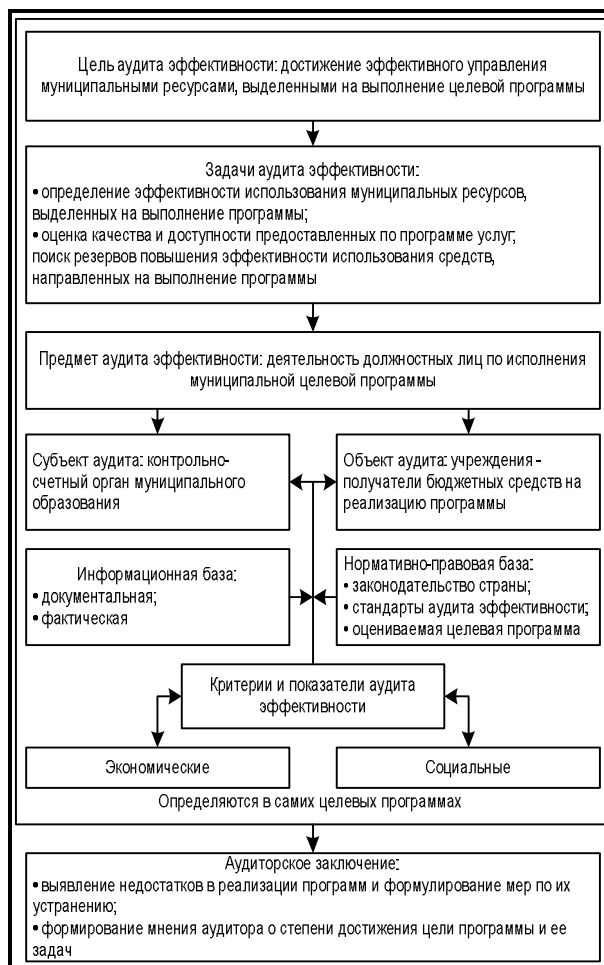 Цель аудита эффективности: достижение эффективного управления
муниципальными ресурсами, выделенными на выполнение целевой программы
Задачи аудита эффективности:
• определение эффективности использования муниципальных ресурсов,
выделенных на выполнение программы;
• оценка качества и доступности предоставленных по программе услуг;
поиск резервов повышения эффективности использования средств,
направленных на выполнение программы
Предмет аудита эффективности: деятельность должностных лиц по исполнения
муниципальной целевой программы
Субъект аудита: контрольно-
счетный орган муниципального
образования
Объект аудита: учреждения -
получатели бюджетных средств на
реализацию программы
Информационная база:
• документальная;
• фактическая
Нормативно-правовая база:
• законодательство страны;
• стандарты аудита эффективности;
• оцениваемая целевая программа
Критерии и показатели аудита
эффективности
Экономические
Социальные
Определяются в самих целевых программах
Аудиторское заключение:
• выявление недостатков в реализации программ и формулирование мер по их
устранению;
• формирование мнения аудитора о степени достижения цели программы и ее
задач